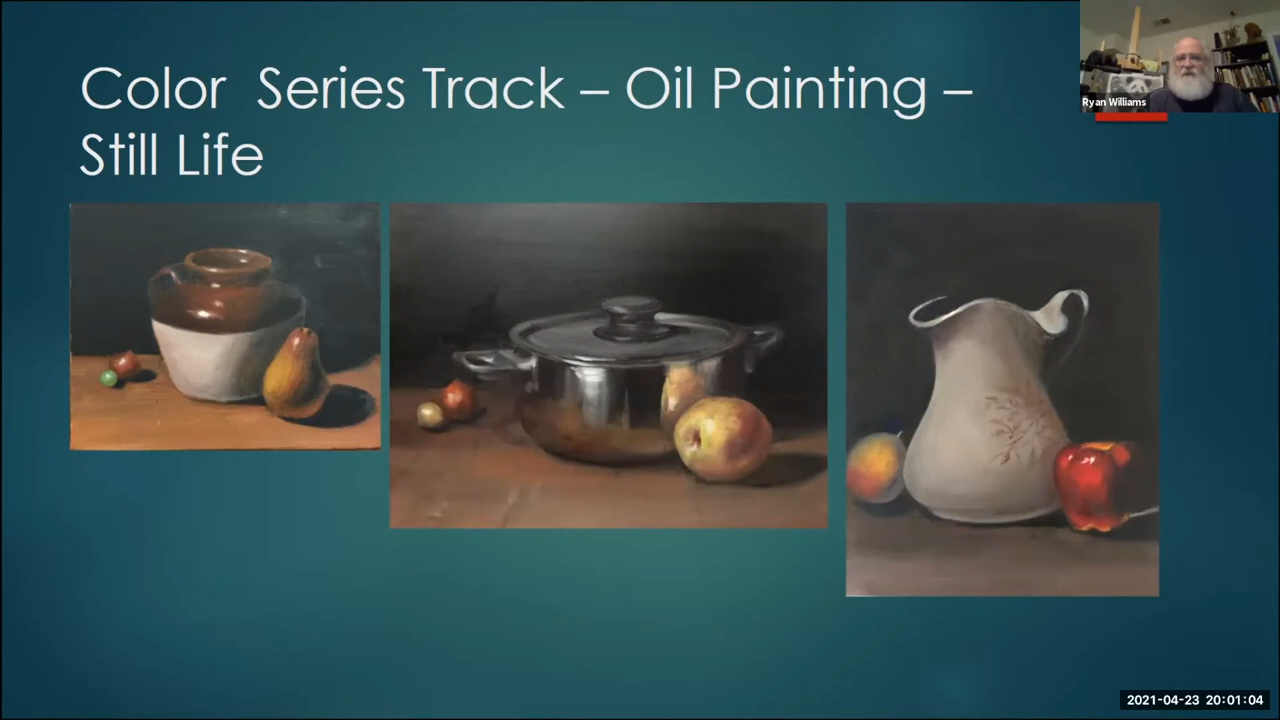 Color  Series Track – Oil Painting –
Still Life
Ryan Williams
2021-04-23 20:01:04